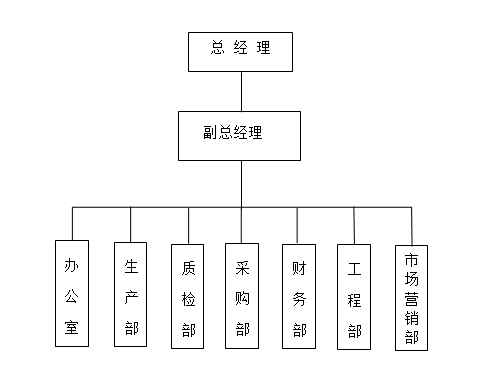 总 经 理
副总经理
办公室
生产部
质检部
采购部
财务部
工程部
市场营销部